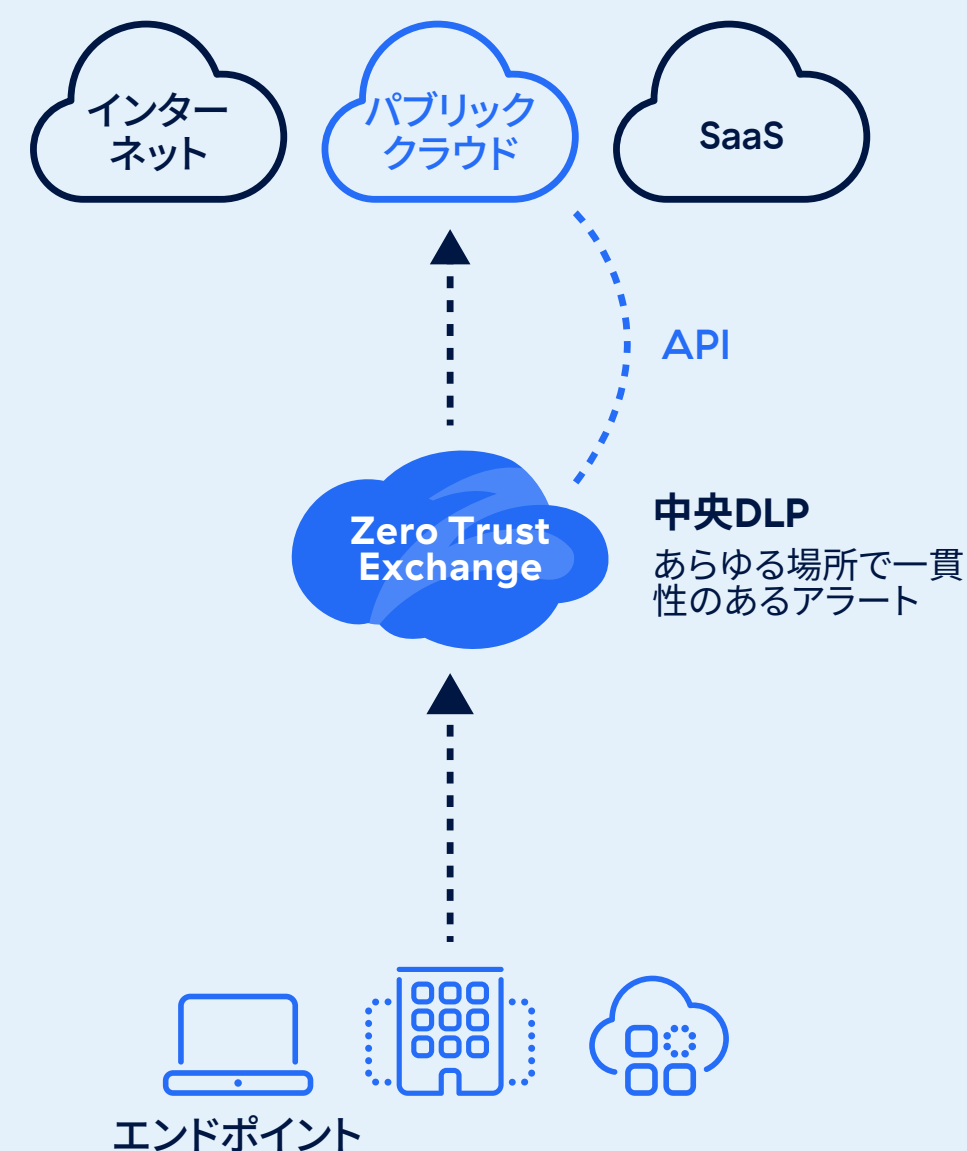 インター
ネット
パブリック
クラウド
SaaS
API
Zero Trust
Exchange
中央DLP
あらゆる場所で一貫
性のあるアラート
エンドポイント